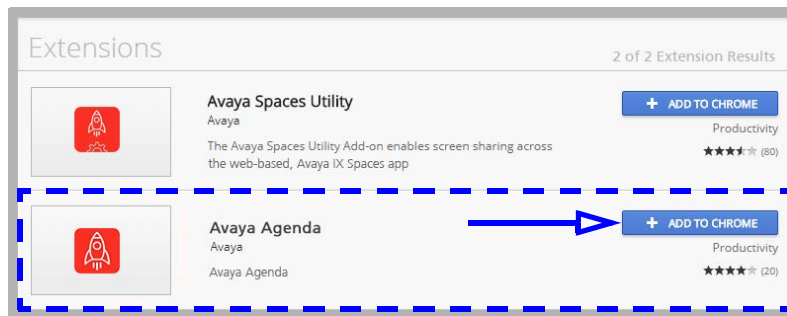 Extensions
2 of 2 Extension Results
Avaya Spaces Utility
Avaya
The Avaya Spaces Utility Add-on enables screen sharing across
the web-based, Avaya IX Spaces app
+ ADD TO CHROME
Productivity
(80)
Avaya Agenda
Avaya
Avaya Agenda
+ ADD TO CHROME
Productivity
(20)